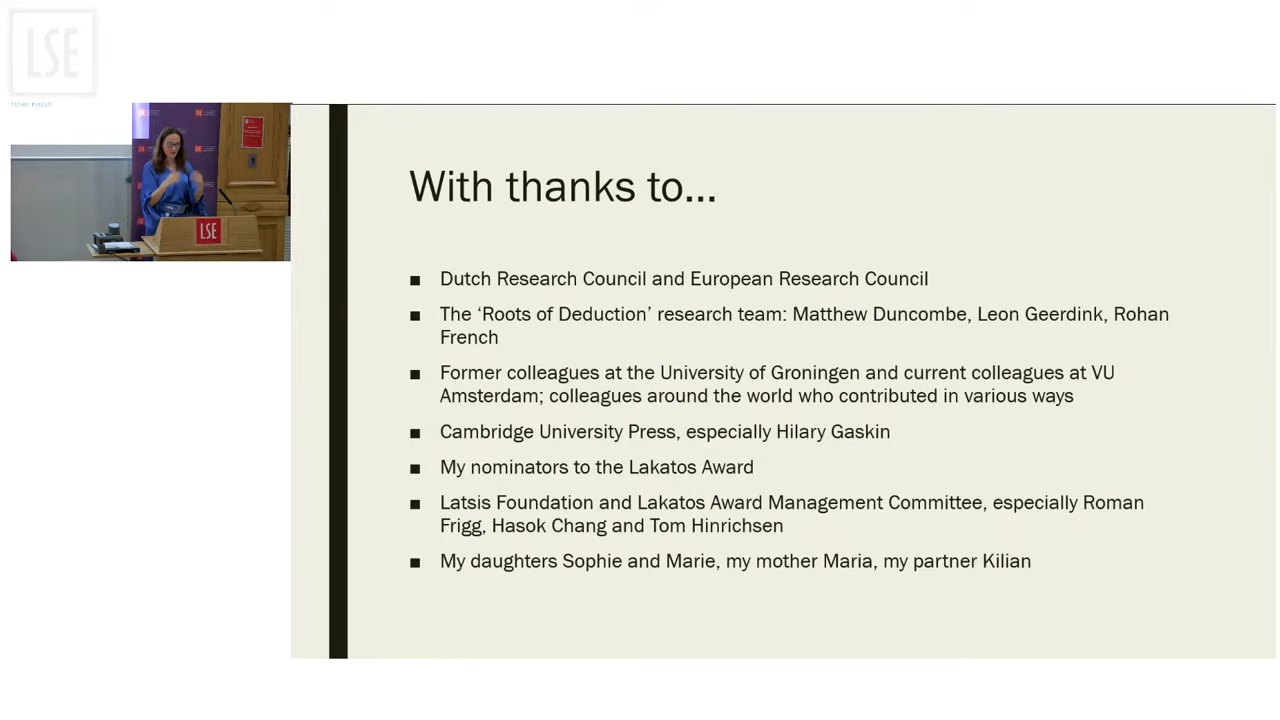 LSE
LSE
With thanks to...
■ Dutch Research Council and European Research Council
■ The ‘Roots of Deduction’ research team: Matthew Duncombe, Leon Geerdink, Rohan
French
■ Former colleagues at the University of Groningen and current colleagues at VU
Amsterdam; colleagues around the world who contributed in various ways
■ Cambridge University Press, especially Hilary Gaskin
■ My nominators to the Lakatos Award
■ Latsis Foundation and Lakatos Award Management Committee, especially Roman
Frigg, Hasok Chang and Tom Hinrichsen
■ My daughters Sophie and Marie, my mother Maria, my partner Kilian